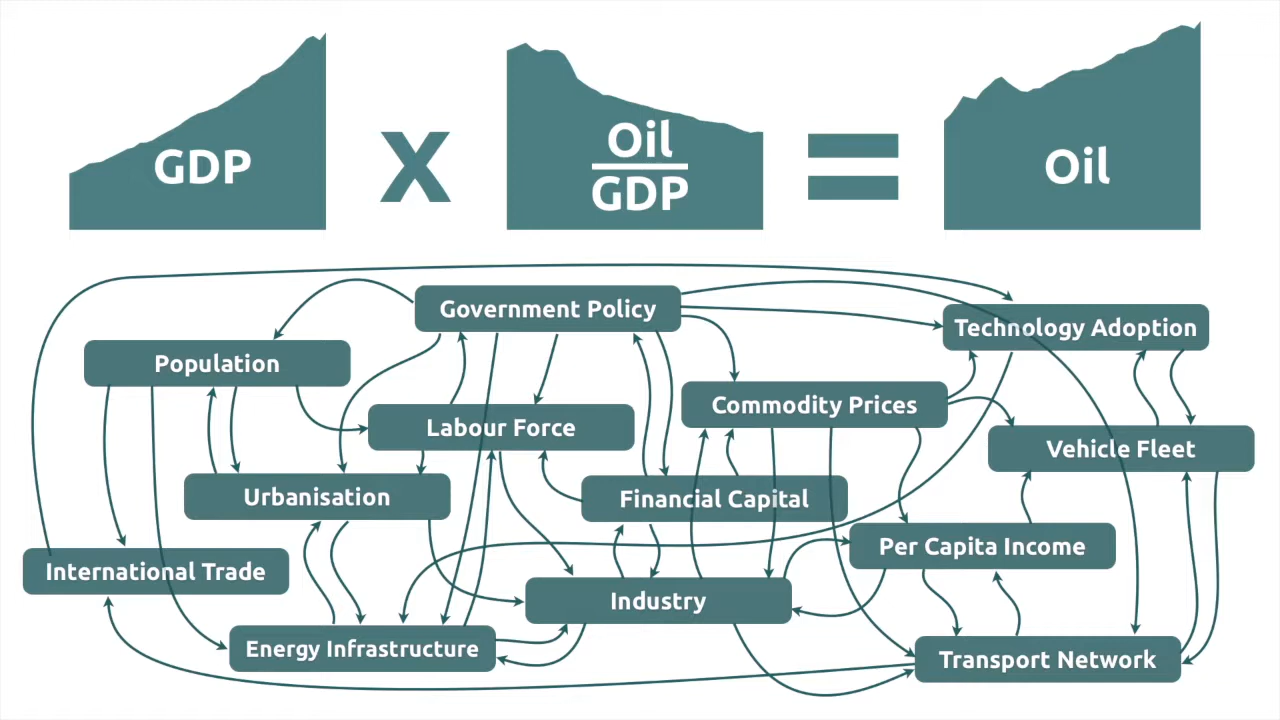 GDP
x
Oil
GDP
=
Oil
Government Policy
Technology Adoption
Population
Commodity Prices
Labour Force
Vehicle Fleet
Urbanisation
Financial Capital
Per Capita Income
International Trade
Industry
Energy Infrastructure
Transport Network